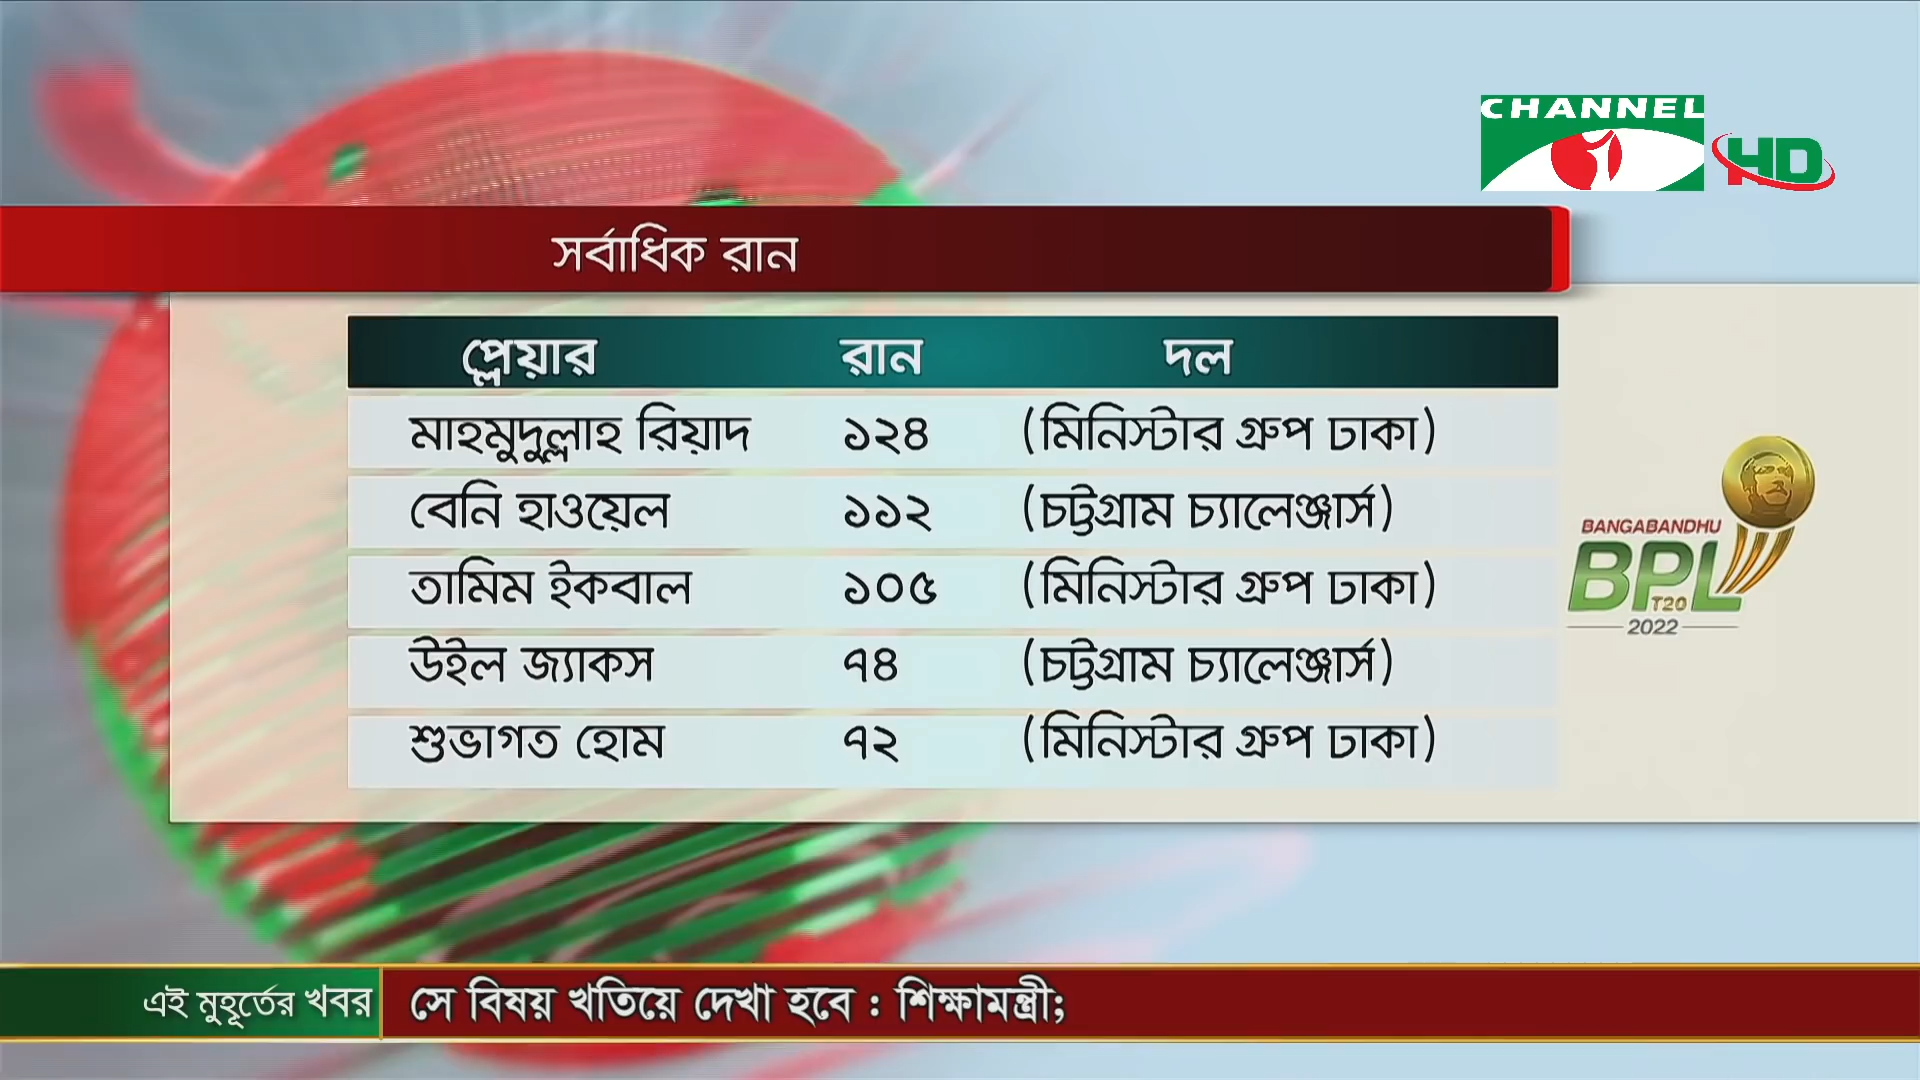 CHANNEL
HD
সর্বাধিক রান
প্লেয়ার রান দল
মাহমুদুল্লাহ রিয়াদ ১২৪ (মিনিস্টার গ্রুপ ঢাকা)
বেনি হাওয়েল ১১২ (চট্টগ্রাম চ্যালেঞ্জার্স)
তামিম ইকবাল ১০৫ (মিনিস্টার গ্রুপ ঢাকা)
উইল জ্যাকস ৭৪ (চট্টগ্রাম চ্যালেঞ্জার্স)
শুভাগত হোম ৭২ (মিনিস্টার গ্রুপ ঢাকা)
BANGABANDHU
BPL
T20
2022
এই মুহূর্তের খবর সে বিষয় খতিয়ে দেখা হবে : শিক্ষামন্ত্রী;